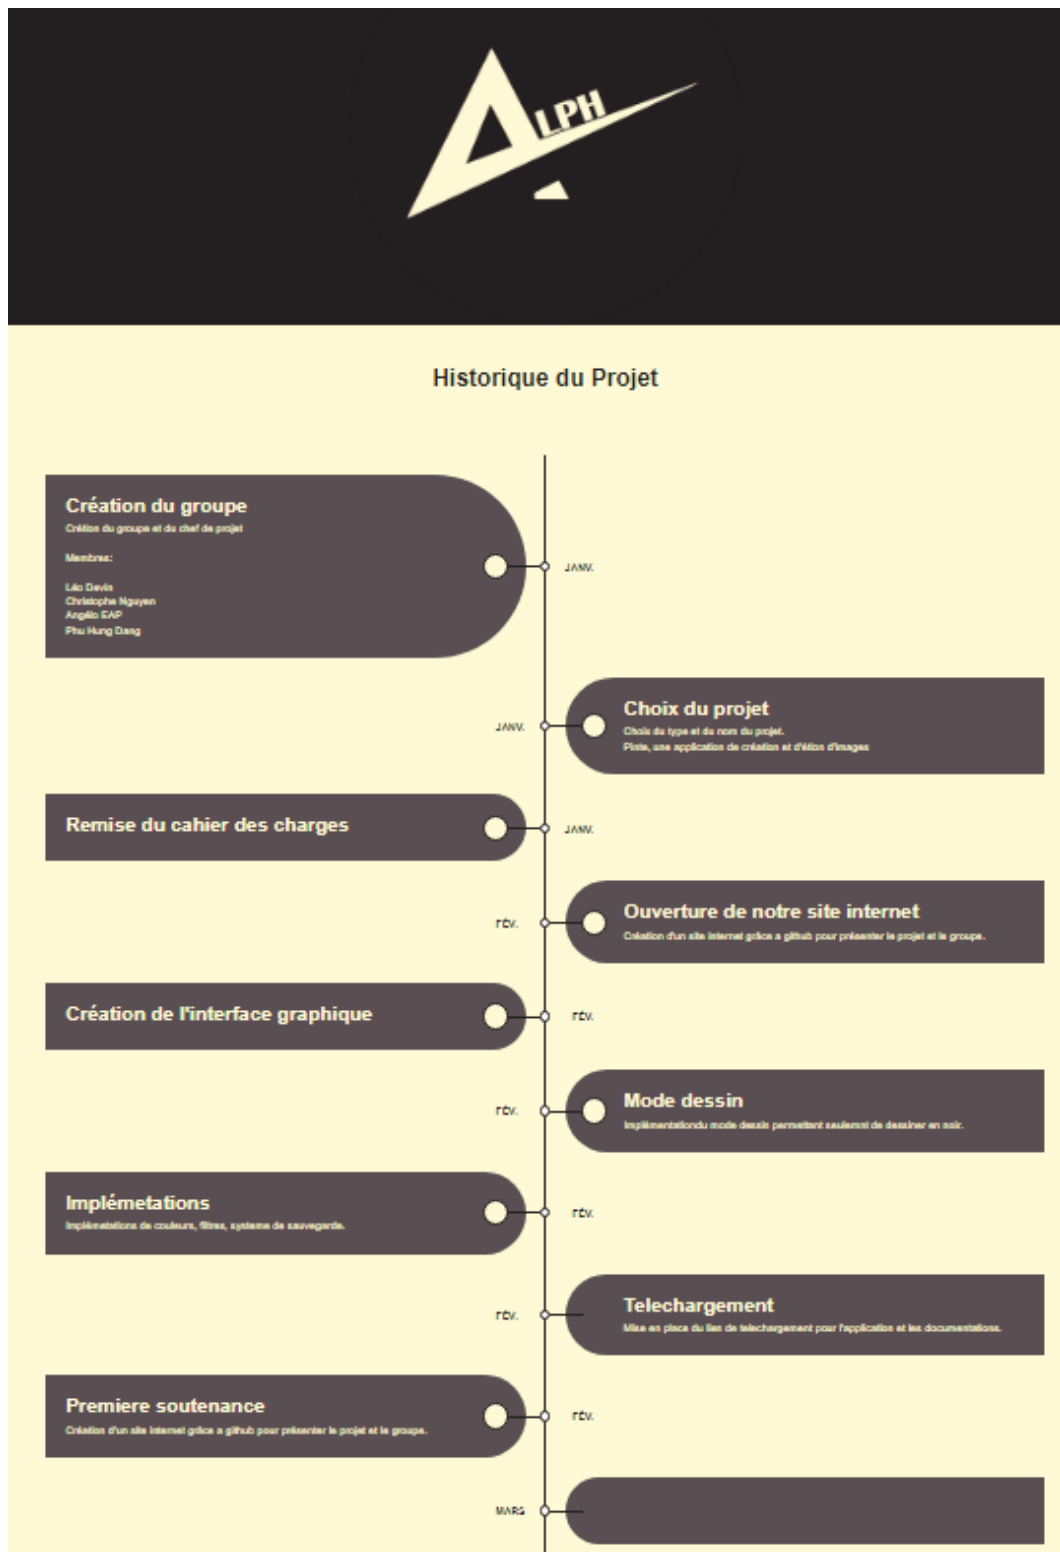 ALPH
Historique du Projet
Création du groupe
Crétion du groupe et du chef de projet
Membres:
Léo Devin
Christophe Nguyen
Angélo EAP
Phu Hung Dang
JANV.
Choix du projet
Choix du type et du nom du projet.
Pinte, une application de création et d'étion d'images
JANV.
Remise du cahier des charges
JANV.
Ouverture de notre site internet
Création d'un site internet grâce a github pour présenter le projet et le groupe.
FÉV.
Création de l'interface graphique
FÉV.
Mode dessin
Implémentationdu mode dessin permettant seulemnt de dessiner en noir.
FÉV.
Implémetations
Implémetations de couleurs, filtres, systeme de sauvegarde.
FÉV.
Telechargement
Mise en place du lien de telechargement pour l'application et les documentations.
FÉV.
Premiere soutenance
Création d'un site internet grâce a github pour présenter le projet et le groupe.
FÉV.
MARS